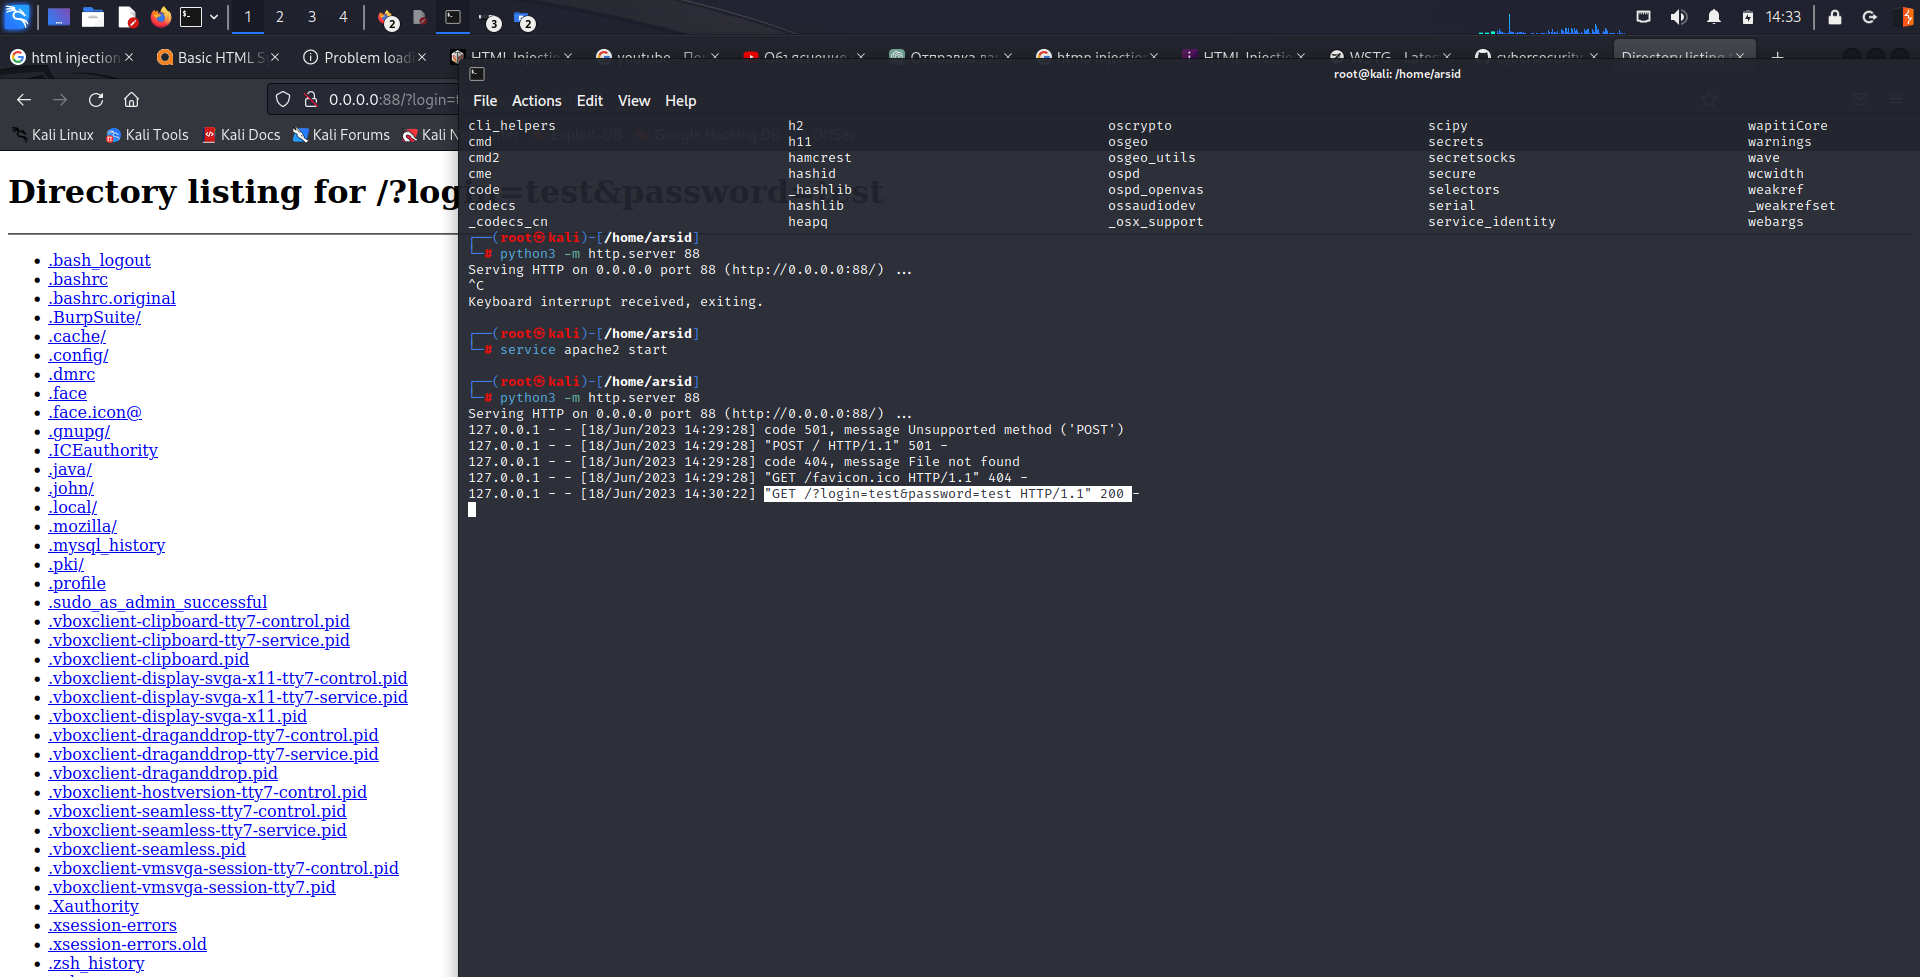 1 2 3 4 2 3 2 14:33
html injection Basic HTML S Problem loadi HTML Injectio youtube – По Объяснение Отправка да html injectio HTML Injectio WSTG - Lates cybersecurity Directory listing
root@kali: /home/arsid
File Actions Edit View Help
0.0.0.0:88/?login=t
Kali Linux Kali Tools Kali Docs Kali Forums Kali Ne Exploit-DB Google Hacking DB OffSec
Directory listing for /?login=test&password=test
.bash_logout
.bashrc
.bashrc.original
.BurpSuite/
.cache/
.config/
.dmrc
.face
.face.icon@
.gnupg/
.ICEauthority
.java/
.john/
.local/
.mozilla/
.mysql_history
.pki/
.profile
.sudo_as_admin_successful
.vboxclient-clipboard-tty7-control.pid
.vboxclient-clipboard-tty7-service.pid
.vboxclient-clipboard.pid
.vboxclient-display-svga-x11-tty7-control.pid
.vboxclient-display-svga-x11-tty7-service.pid
.vboxclient-display-svga-x11.pid
.vboxclient-draganddrop-tty7-control.pid
.vboxclient-draganddrop-tty7-service.pid
.vboxclient-draganddrop.pid
.vboxclient-hostversion-tty7-control.pid
.vboxclient-seamless-tty7-control.pid
.vboxclient-seamless-tty7-service.pid
.vboxclient-seamless.pid
.vboxclient-vmsvga-session-tty7-control.pid
.vboxclient-vmsvga-session-tty7.pid
.Xauthority
.xsession-errors
.xsession-errors.old
.zsh_history
cli_helpers h2 oscrypto scipy wapitiCore
cmd h11 osgeo secrets warnings
cmd2 hamcrest osgeo_utils secretsocks wave
cme hashid ospd secure wcwidth
code _hashlib ospd_openvas selectors weakref
codecs hashlib ossaudiodev serial _weakrefset
_codecs_cn heapq _osx_support service_identity webargs
┌──(root㉿kali)-[/home/arsid]
└─# python3 -m http.server 88
Serving HTTP on 0.0.0.0 port 88 (http://0.0.0.0:88/) ...
^C
Keyboard interrupt received, exiting.
┌──(root㉿kali)-[/home/arsid]
└─# service apache2 start
┌──(root㉿kali)-[/home/arsid]
└─# python3 -m http.server 88
Serving HTTP on 0.0.0.0 port 88 (http://0.0.0.0:88/) ...
127.0.0.1 - - [18/Jun/2023 14:29:28] code 501, message Unsupported method ('POST')
127.0.0.1 - - [18/Jun/2023 14:29:28] "POST / HTTP/1.1" 501 -
127.0.0.1 - - [18/Jun/2023 14:29:28] code 404, message File not found
127.0.0.1 - - [18/Jun/2023 14:29:28] "GET /favicon.ico HTTP/1.1" 404 -
127.0.0.1 - - [18/Jun/2023 14:30:22] "GET /?login=test&password=test HTTP/1.1" 200 -